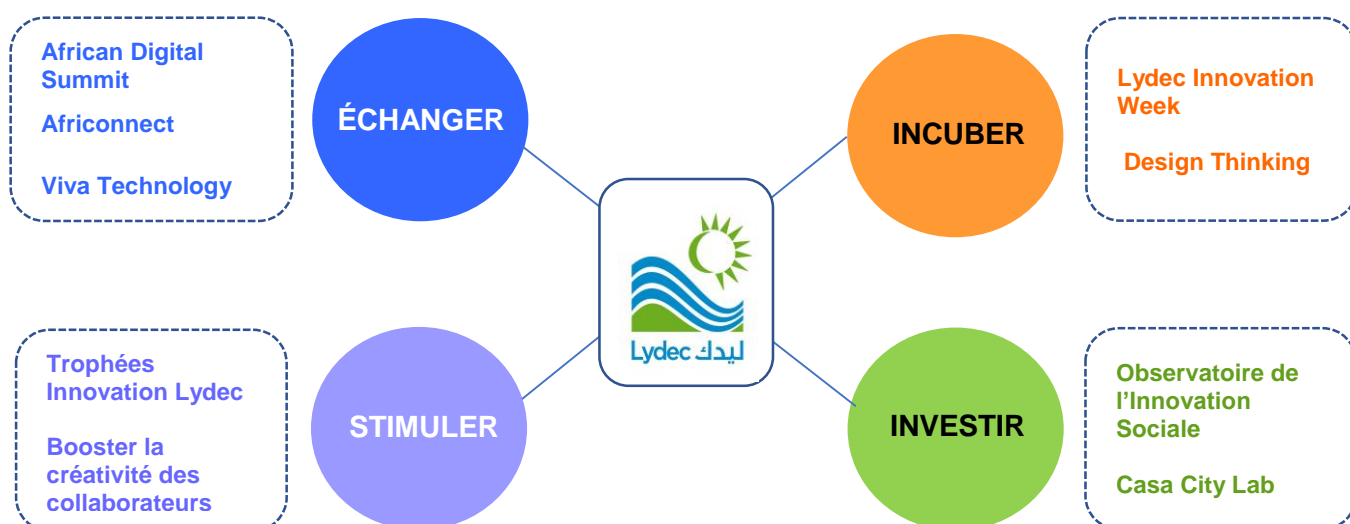 African Digital
Summit
Africonnect
Viva Technology
ÉCHANGER
INCUBER
Lydec Innovation
Week
Design Thinking
Lydec ليدك
Trophées
Innovation Lydec
Booster la
créativité des
collaborateurs
STIMULER
INVESTIR
Observatoire de
l’Innovation
Sociale
Casa City Lab